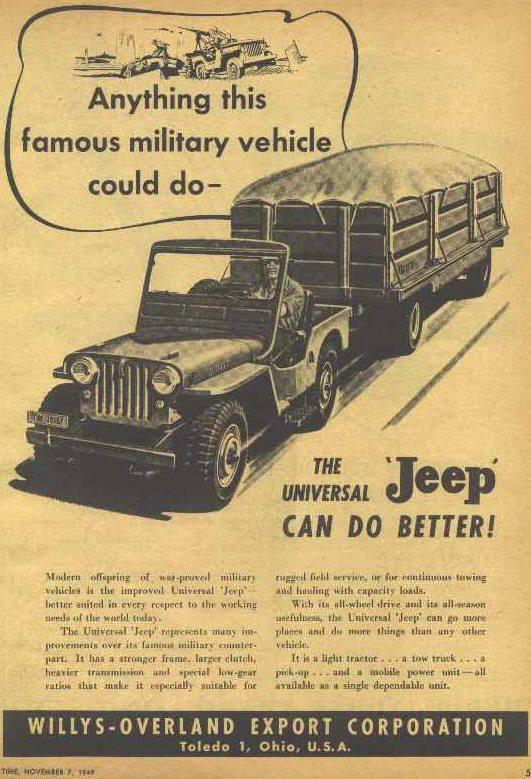 Anything this
famous military vehicle
could do-
THE
UNIVERSAL 'Jeep'
CAN DO BETTER!
Modern offspring of war-proved military
vehicles is the improved Universal 'Jeep'—
better suited in every respect to the working
needs of the world today.
The Universal 'Jeep' represents many im-
provements over its famous military counter-
part. It has a stronger frame, larger clutch,
heavier transmission and special low-gear
ratios that make it especially suitable for
rugged field service, or for continuous towing
and hauling with capacity loads.
With its all-wheel drive and its all-season
usefulness, the Universal 'Jeep' can go more
places and do more things than any other
vehicle.
It is a light tractor . . . a tow truck . . . a
pick-up . . . and a mobile power unit—all
available as a single dependable unit.
WILLYS-OVERLAND EXPORT CORPORATION
Toledo 1, Ohio, U.S.A.
TIME, NOVEMBER 7, 1949